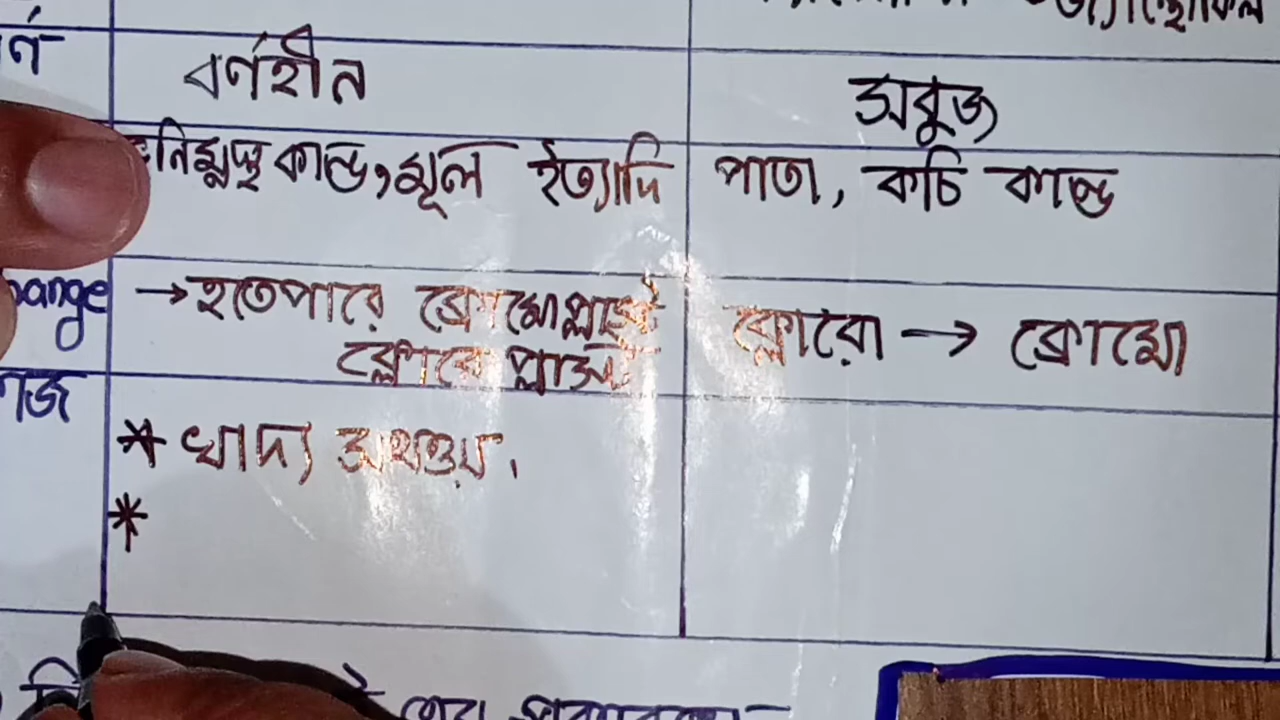 বর্ণহীন
সবুজ
ভূনিম্নস্থ কান্ড, মূল ইত্যাদি
পাতা, কচি কান্ড
→হতেপারে ক্রোমোপ্লাস্ট
ক্লোরোপ্লাস্ট
ক্লোরো → ক্রোমো
* খাদ্য সঞ্চয়।
*